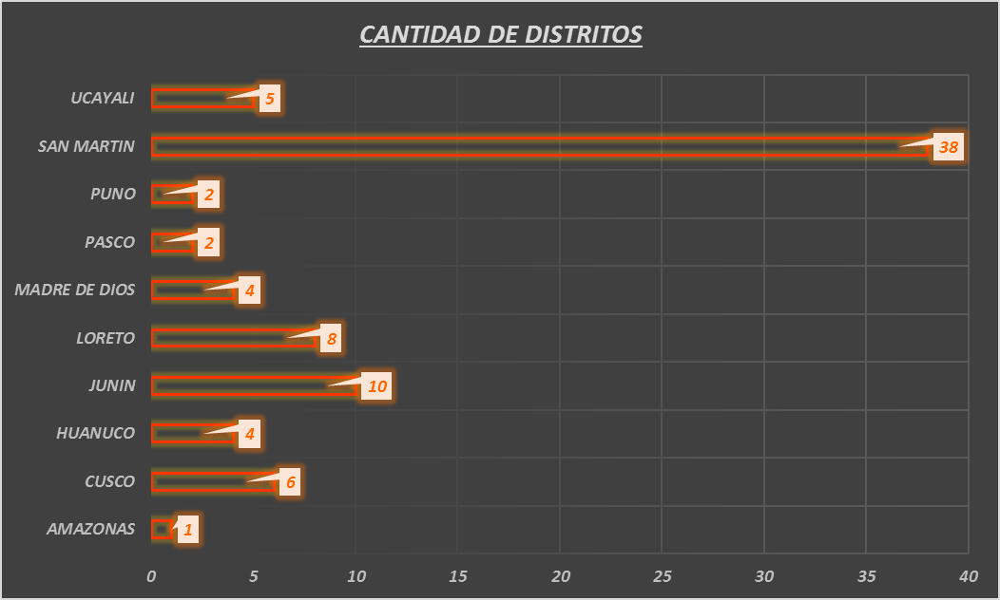 CANTIDAD DE DISTRITOS
UCAYALI 5
SAN MARTIN 38
PUNO 2
PASCO 2
MADRE DE DIOS 4
LORETO 8
JUNIN 10
HUANUCO 4
CUSCO 6
AMAZONAS 1
0 5 10 15 20 25 30 35 40